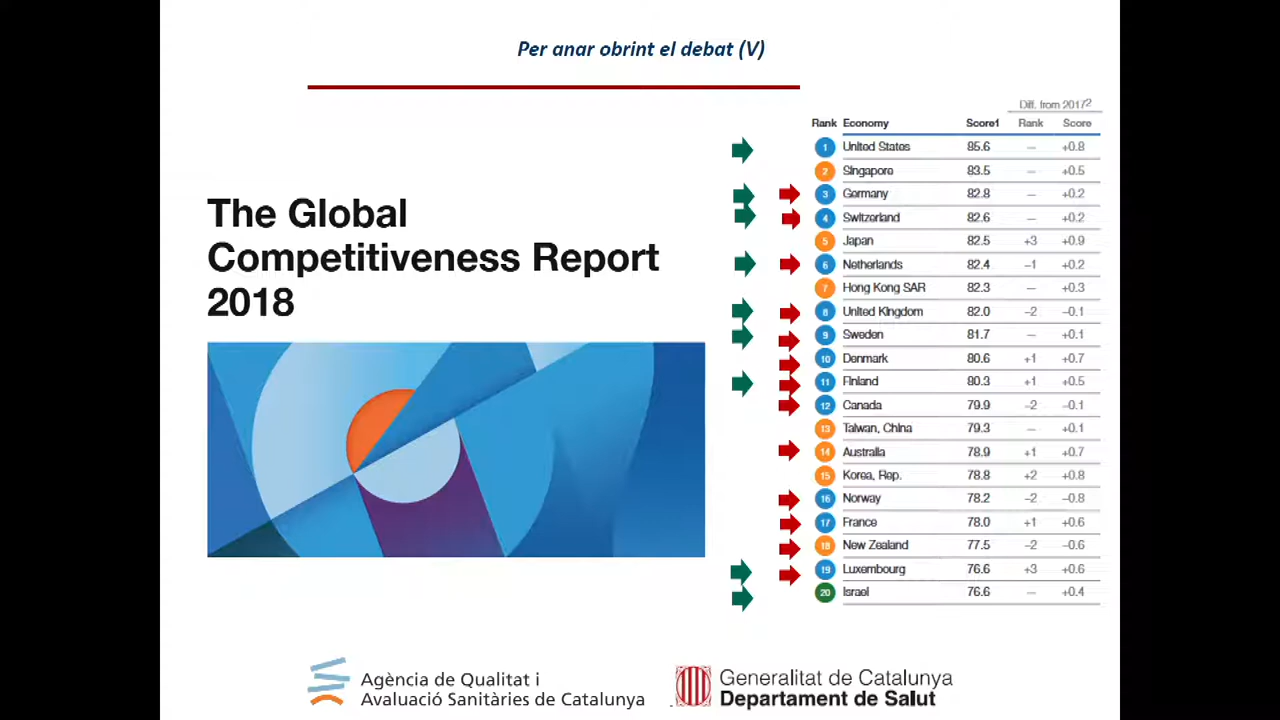 Per anar obrint el debat (V)
The Global
Competitiveness Report
2018
Diff. from 2017²
Rank Economy Score1 Rank Score
1 United States 85.6 — +0.8
2 Singapore 83.5 — +0.5
3 Germany 82.8 — +0.2
4 Switzerland 82.6 — +0.2
5 Japan 82.5 +3 +0.9
6 Netherlands 82.4 –1 +0.2
7 Hong Kong SAR 82.3 — +0.3
8 United Kingdom 82.0 –2 –0.1
9 Sweden 81.7 — +0.1
10 Denmark 80.6 +1 +0.7
11 Finland 80.3 +1 +0.5
12 Canada 79.9 –2 –0.1
13 Taiwan, China 79.3 — +0.1
14 Australia 78.9 +1 +0.7
15 Korea, Rep. 78.8 +2 +0.8
16 Norway 78.2 –2 –0.8
17 France 78.0 +1 +0.6
18 New Zealand 77.5 –2 –0.6
19 Luxembourg 76.6 +3 +0.6
20 Israel 76.6 — +0.4
Agència de Qualitat i
Avaluació Sanitàries de Catalunya
Generalitat de Catalunya
Departament de Salut